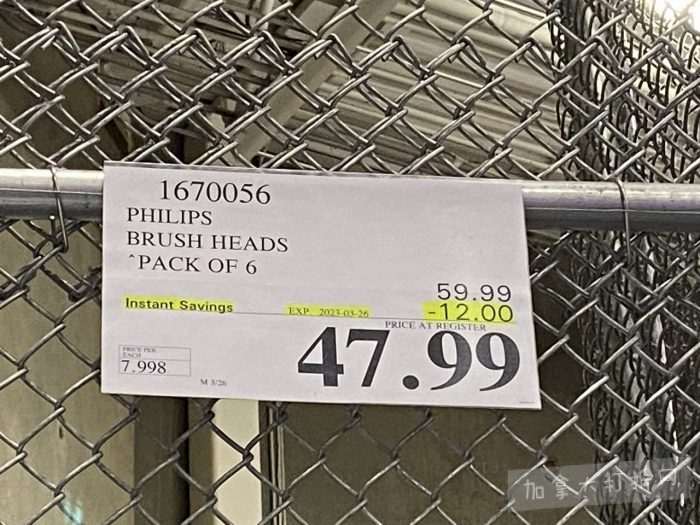 1670056
PHILIPS
BRUSH HEADS
^PACK OF 6
59.99
Instant Savings EXP. 2023-03-26 -12.00
PRICE AT REGISTER
47.99
PRICE PER
EACH
7.998
M 3/26
加拿大打折网